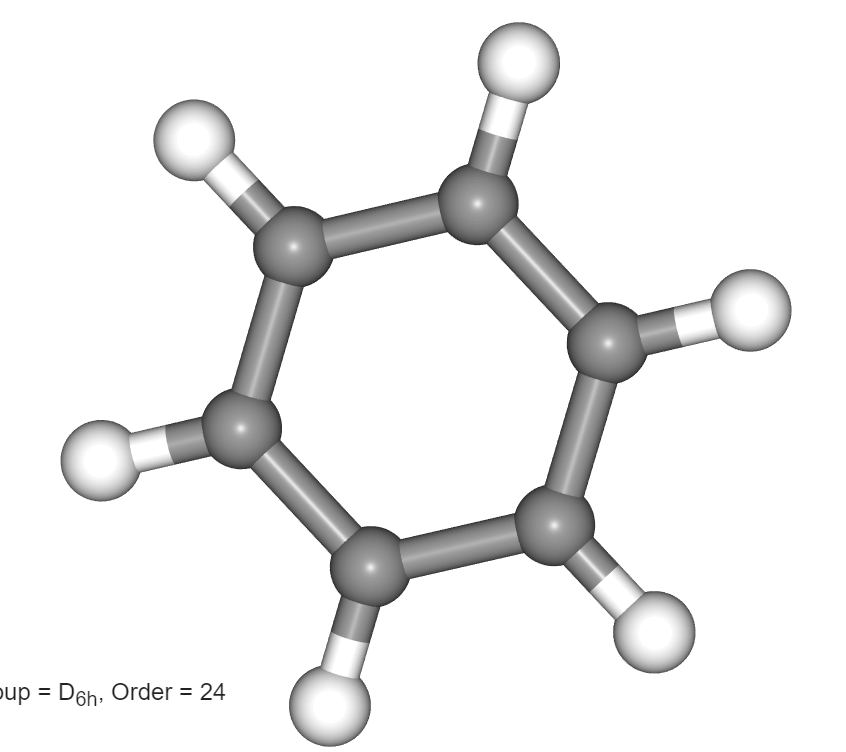 oup = D₆ₕ, Order = 24